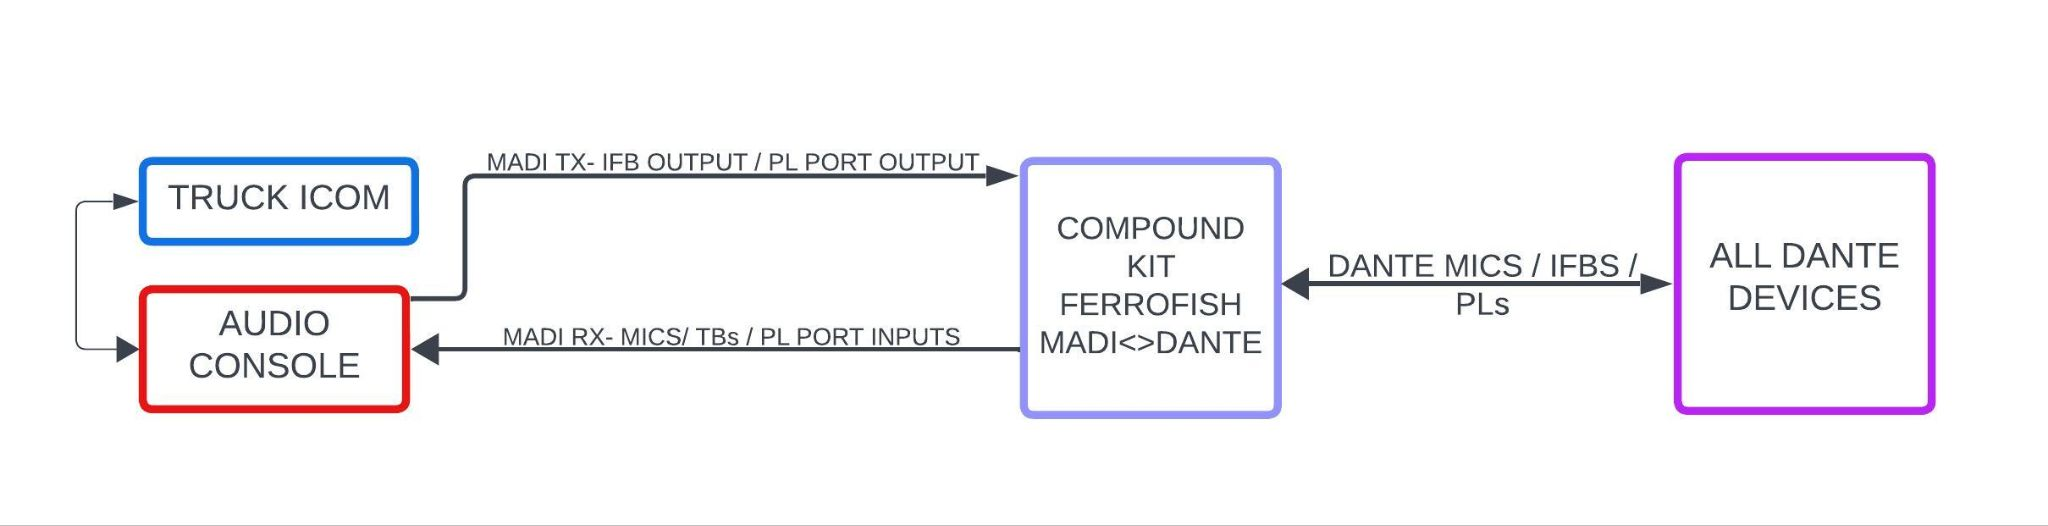 MADI TX- IFB OUTPUT / PL PORT OUTPUT
TRUCK ICOM
AUDIO
CONSOLE
MADI RX- MICS/ TBs / PL PORT INPUTS
COMPOUND
KIT
FERROFISH
MADI<>DANTE
DANTE MICS / IFBS /
PLs
ALL DANTE
DEVICES